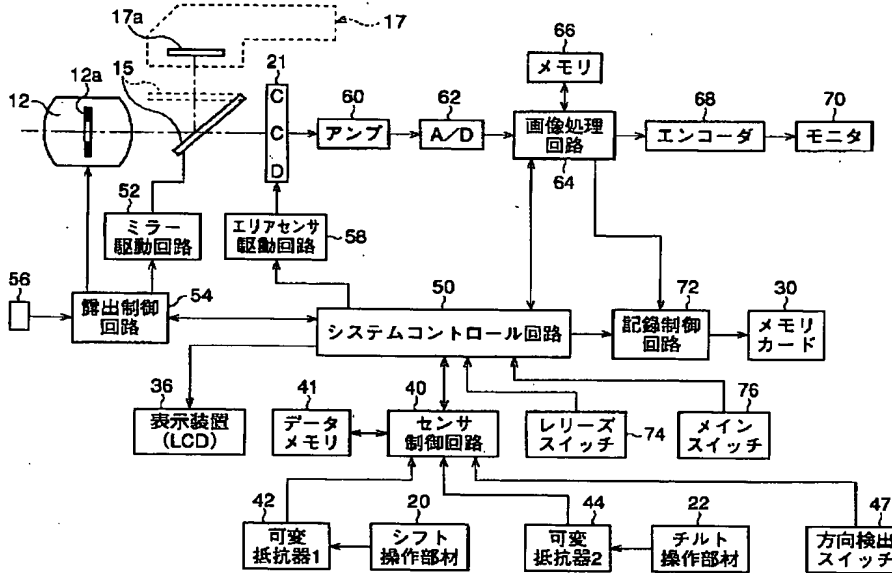 17a
17
15
12
12a
21
C
C
D
60
アンプ
62
A/D
66
メモリ
画像処理
回路
64
68
エンコーダ
70
モニタ
52
ミラー
駆動回路
エリアセンサ
駆動回路
58
56
露出制御
回路
54
50
システムコントロール回路
72
記録制御
回路
30
メモリ
カード
36
表示装置
(LCD)
41
データ
メモリ
40
センサ
制御回路
レリーズ
スイッチ
74
76
メイン
スイッチ
42
可変
抵抗器1
20
シフト
操作部材
44
可変
抵抗器2
22
チルト
操作部材
47
方向検出
スイッチ